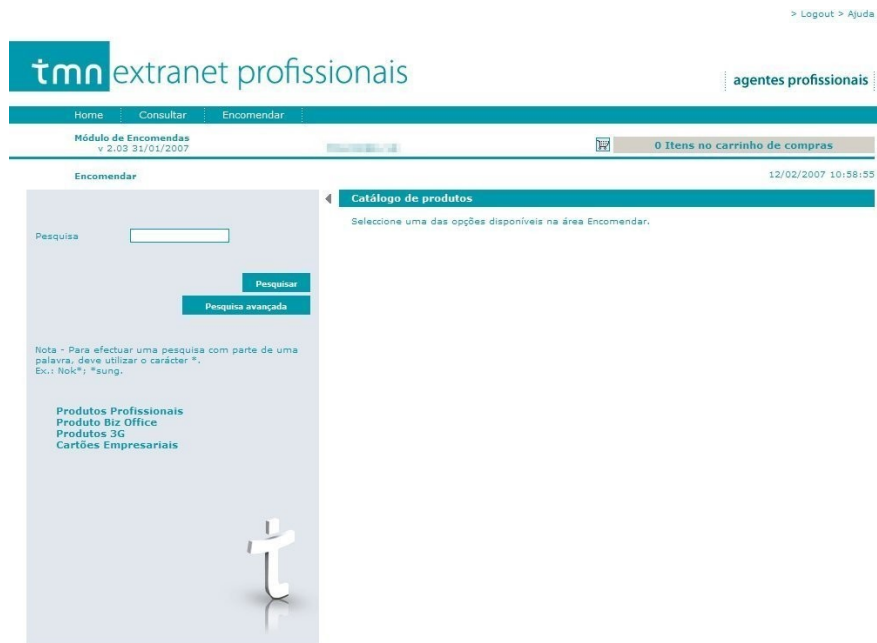 > Logout > Ajuda
tmn extranet profissionais
agentes profissionais
Home Consultar Encomendar
Módulo de Encomendas
v 2.03 31/01/2007
0 Itens no carrinho de compras
Encomendar
12/02/2007 10:58:55
Catálogo de produtos
Seleccione uma das opções disponíveis na área Encomendar.
Pesquisa
Pesquisar
Pesquisa avançada
Nota - Para efectuar uma pesquisa com parte de uma
palavra, deve utilizar o carácter *.
Ex.: Nok*; *sung.
Produtos Profissionais
Produto Biz Office
Produtos 3G
Cartões Empresariais
t